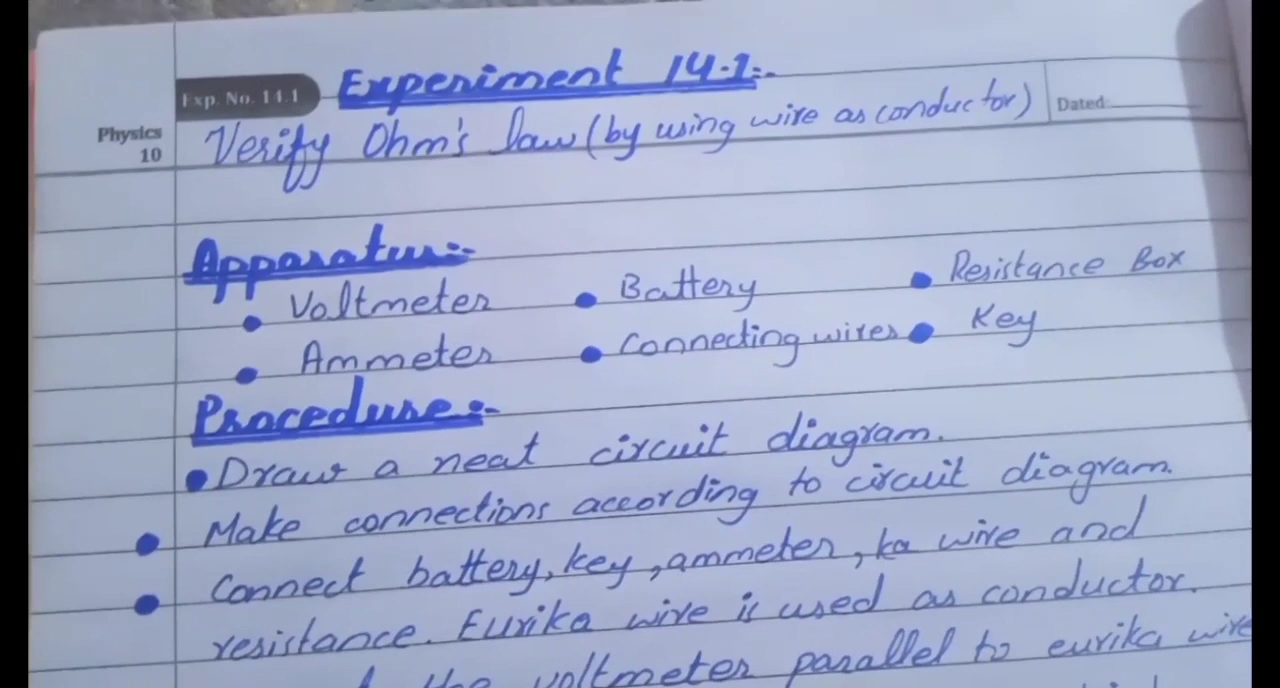 Experiment 14.1:-
Exp. No. 14.1
Dated:
Physics
10
Verify Ohm's law (by using wire as conductor)
Apparatus:-
• Voltmeter • Battery • Resistance Box
• Ammeter • Connecting wires • Key
Procedure:-
• Draw a neat circuit diagram.
• Make connections according to circuit diagram.
• Connect battery, key, ammeter, ka wire and
resistance. Eurika wire is used as conductor.
the voltmeter parallel to eurika wire